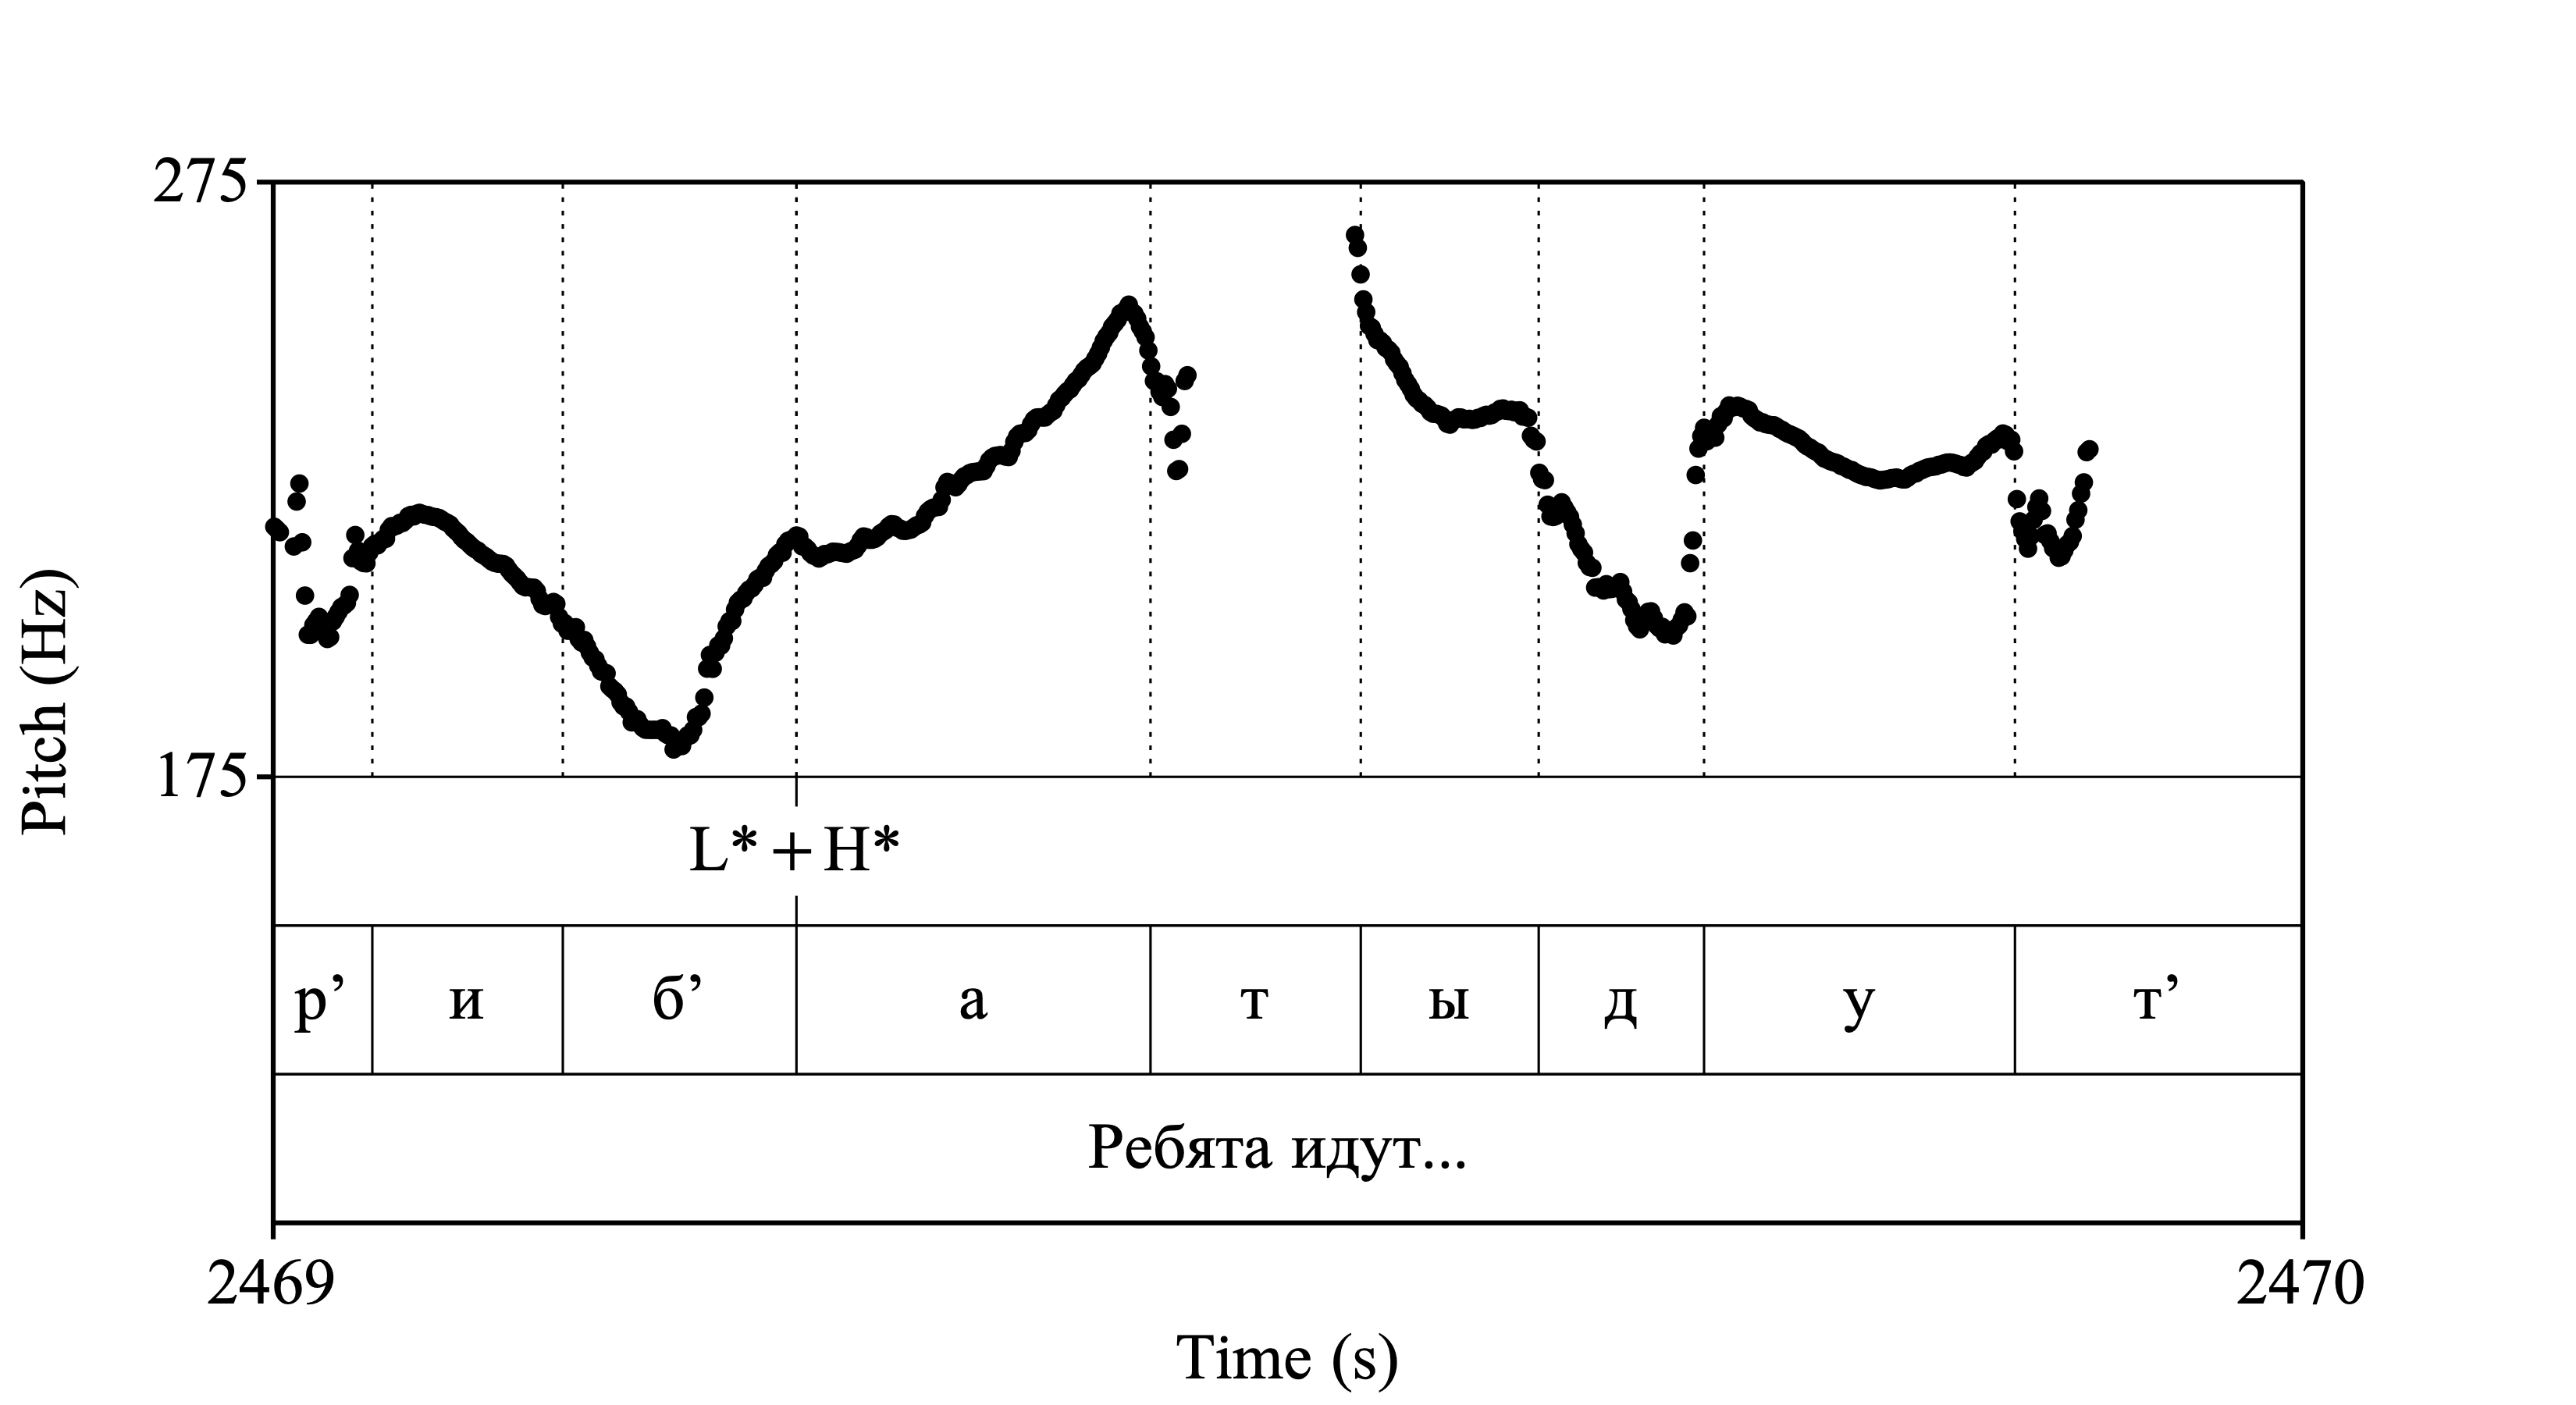 275
Pitch (Hz)
175
L*+H*
р’ и б’ а т ы д у т’
Ребята идут...
2469 2470
Time (s)